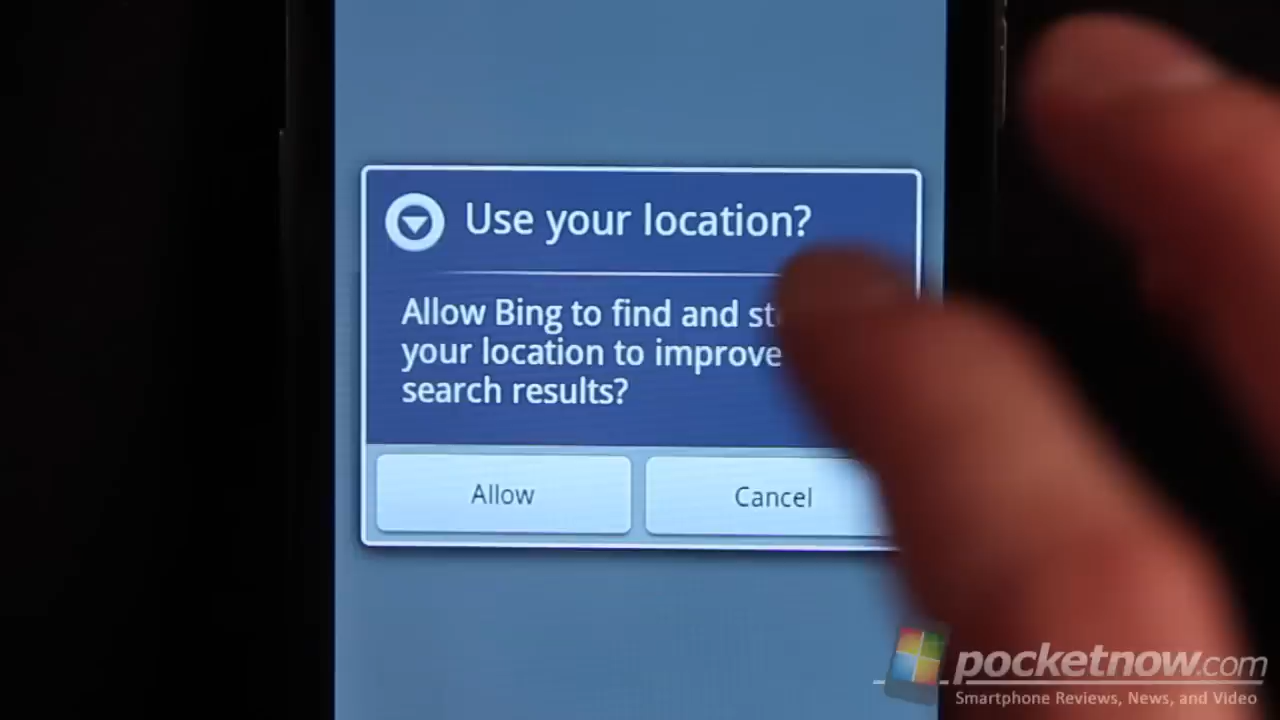 Use your location?
Allow Bing to find and
your location to improve
search results?
Allow
Cancel
pocketnow.com
Smartphone Reviews, News, and Video